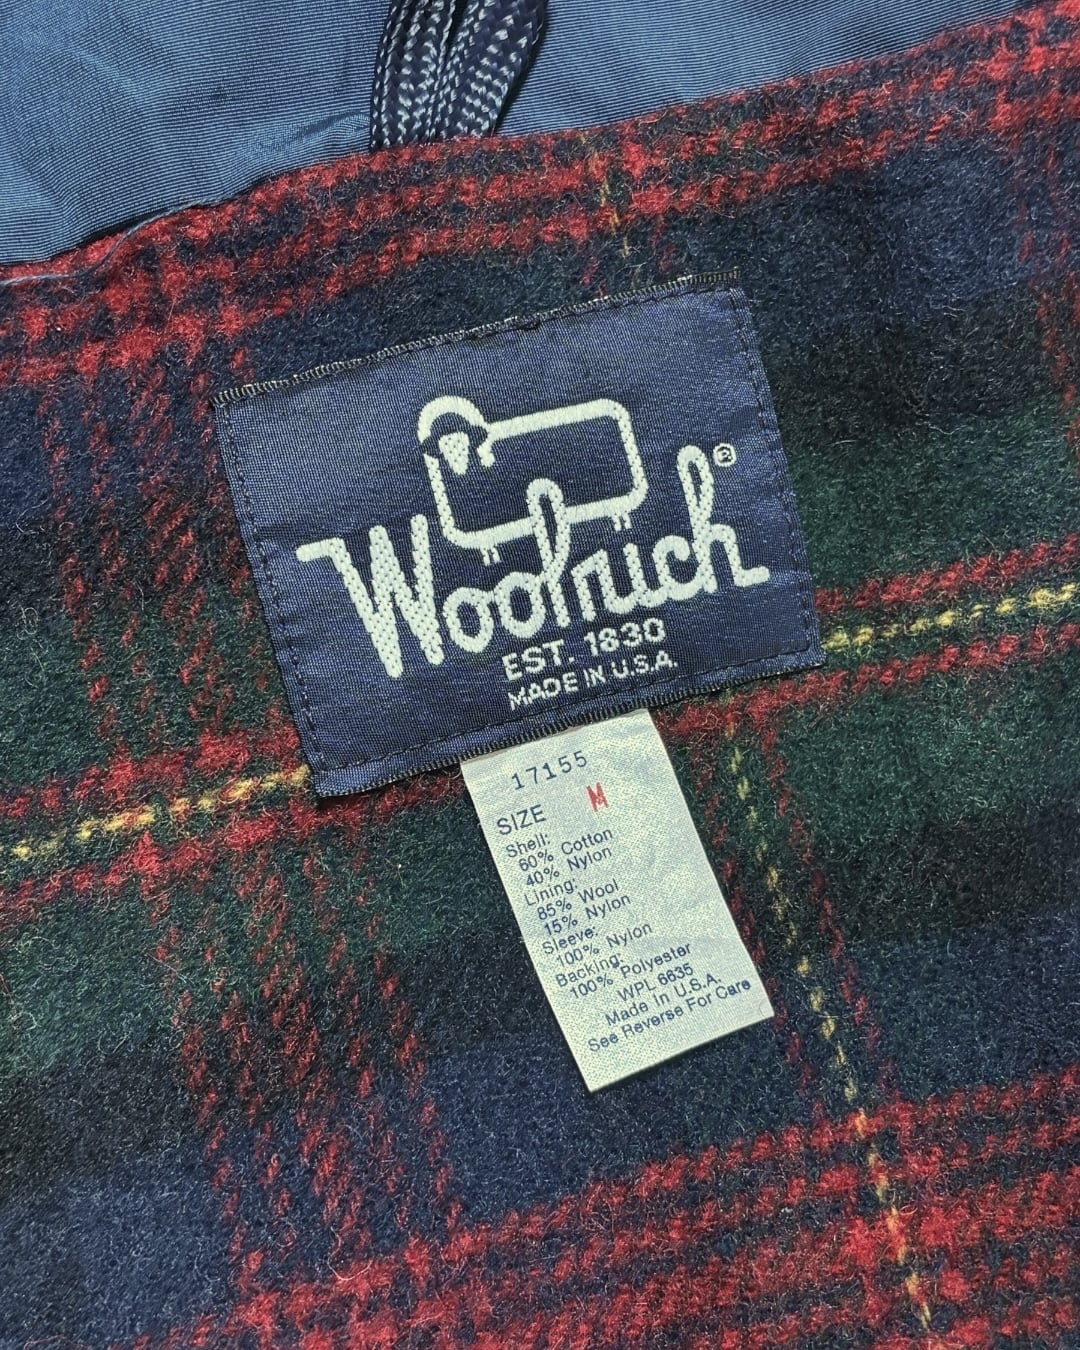 Woolrich®
EST. 1830
MADE IN U.S.A.
17155
SIZE M
Shell:
60% Cotton
40% Nylon
Lining:
85% Wool
15% Nylon
Sleeve:
100% Nylon
Backing:
100% Polyester
WPL 6635
Made In U.S.A.
See Reverse For Care